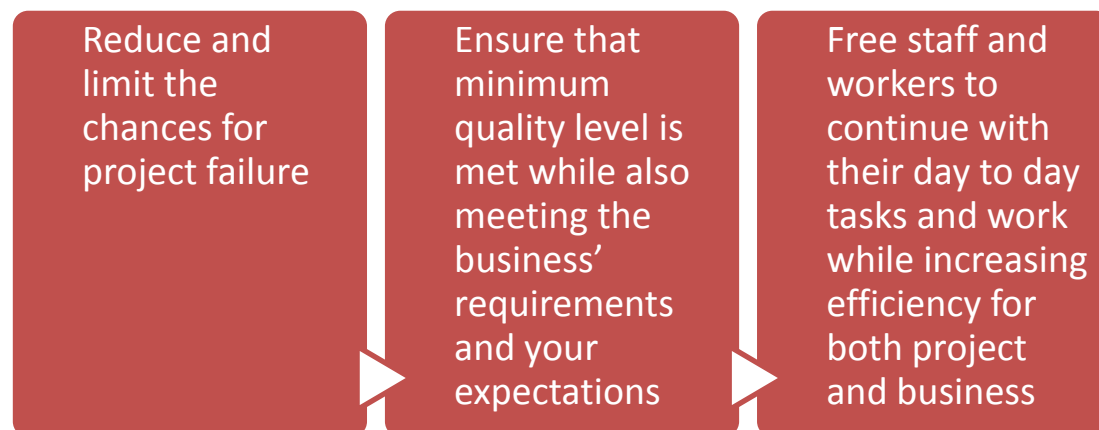 Reduce and
limit the
chances for
project failure
Ensure that
minimum
quality level is
met while also
meeting the
business’
requirements
and your
expectations
Free staff and
workers to
continue with
their day to day
tasks and work
while increasing
efficiency for
both project
and business